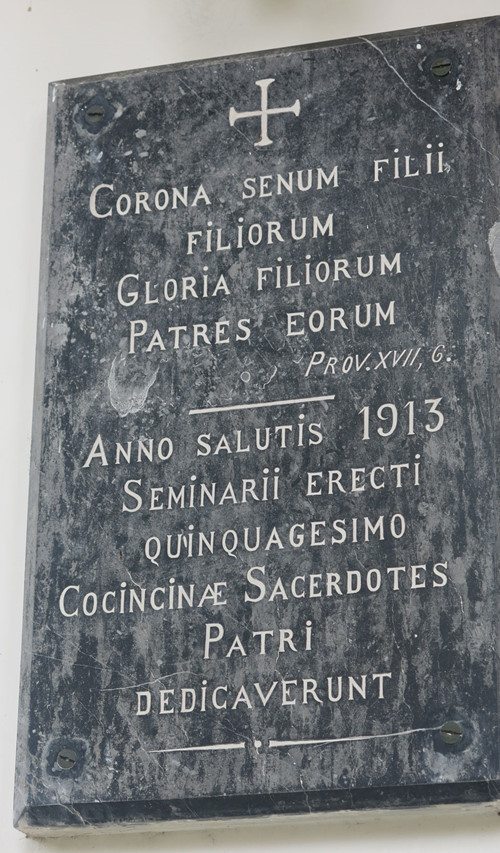 Corona senum filii,
filiorum
Gloria filiorum
Patres eorum
Prov. XVII, 6.
Anno salutis 1913
Seminarii erecti
quinquagesimo
Cocincinæ Sacerdotes
Patri
dedicaverunt